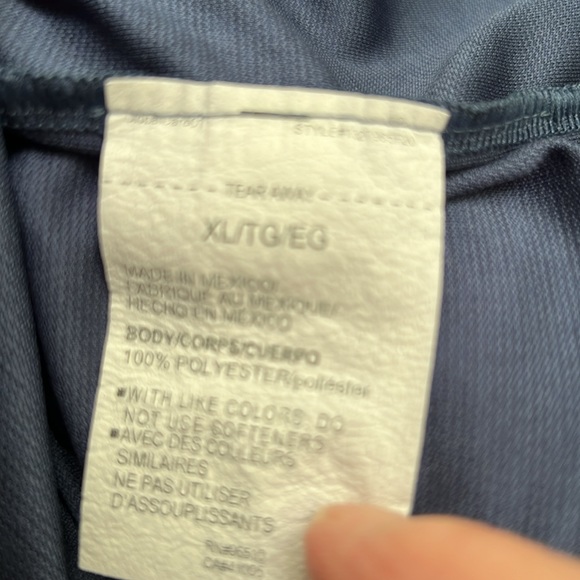 TEAR AWAY
XL/TG/EG
MADE IN MEXICO/
FABRIQUE AU MEXIQUE/
HECHO EN MEXICO
BODY/CORPS/CUERPO
100% POLYESTER/poliéster
■WITH LIKE COLORS DO
NOT USE SOFTENERS
■AVEC DES COULEURS
SIMILAIRES
NE PAS UTILISER
D'ASSOUPLISSANTS